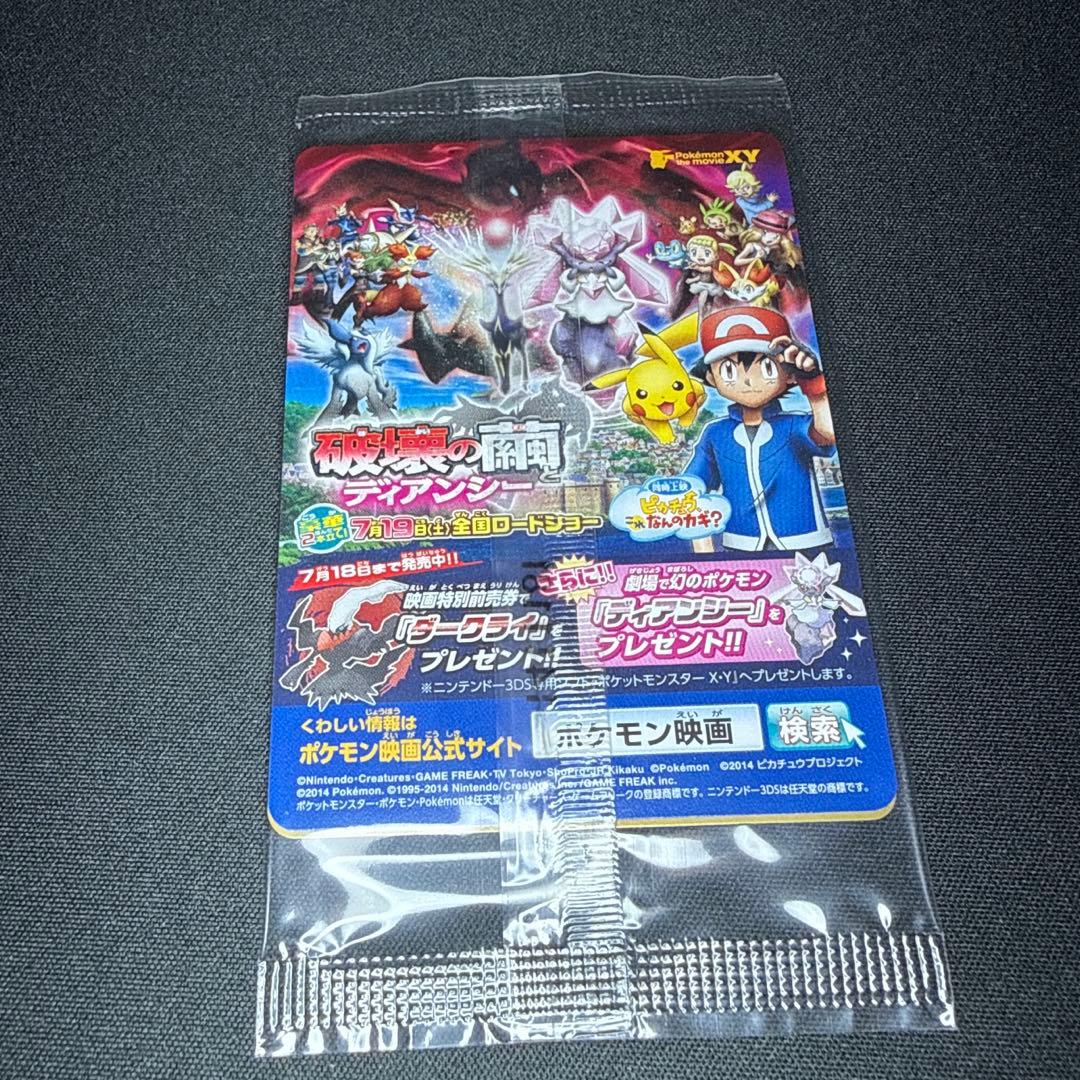 Pokémon
the movie XY
破壊の繭と
ディアンシー
同時上映
ピカチュウ、
これなんのカギ?
豪華
2本立て!
7月19日(土)全国ロードショー
7月18日まで発売中!!
映画特別前売券で
「ダークライ」を
プレゼント!!
さらに!!
劇場で幻のポケモン
「ディアンシー」を
プレゼント!!
※ニンテンドー3DS専用ソフト『ポケットモンスター X・Y』へプレゼントします。
くわしい情報は
ポケモン映画公式サイト
ポケモン映画
検索
©Nintendo・Creatures・GAME FREAK・TV Tokyo・ShoPro・JR Kikaku ©Pokémon ©2014 ピカチュウプロジェクト
©2014 Pokémon. ©1995-2014 Nintendo/Creatures Inc./GAME FREAK inc.
ポケットモンスター・ポケモン・Pokémonは任天堂・クリーチャーズ・ゲームフリークの登録商標です。ニンテンドー3DSは任天堂の商標です。